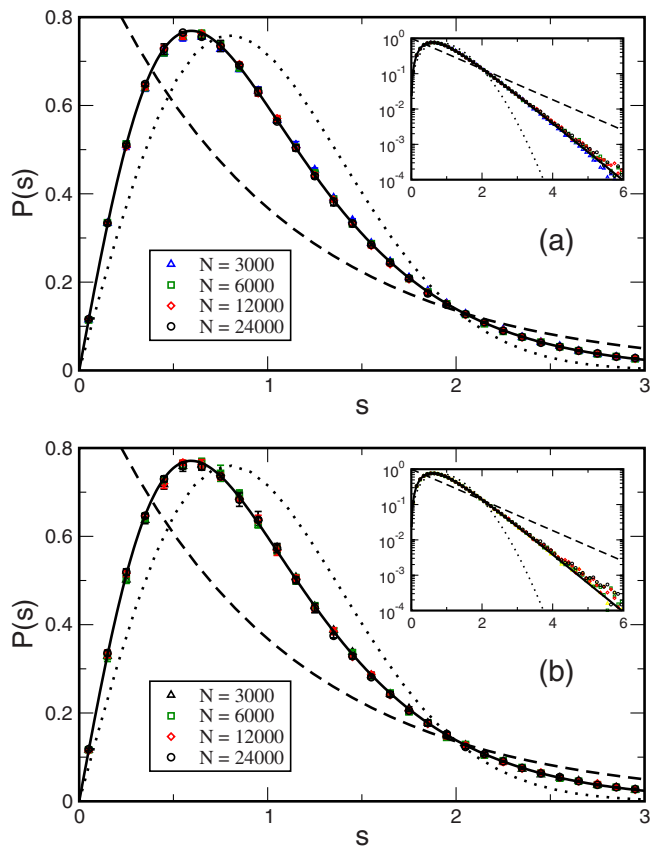 0.8
0.6
0.4
0.2
0
P(s)
0 1 2 3
s
10^0
10^-1
10^-2
10^-3
10^-4
0 2 4 6
(a)
N = 3000
N = 6000
N = 12000
N = 24000
0.8
0.6
0.4
0.2
0
P(s)
0 1 2 3
s
10^0
10^-1
10^-2
10^-3
10^-4
0 2 4 6
(b)
N = 3000
N = 6000
N = 12000
N = 24000